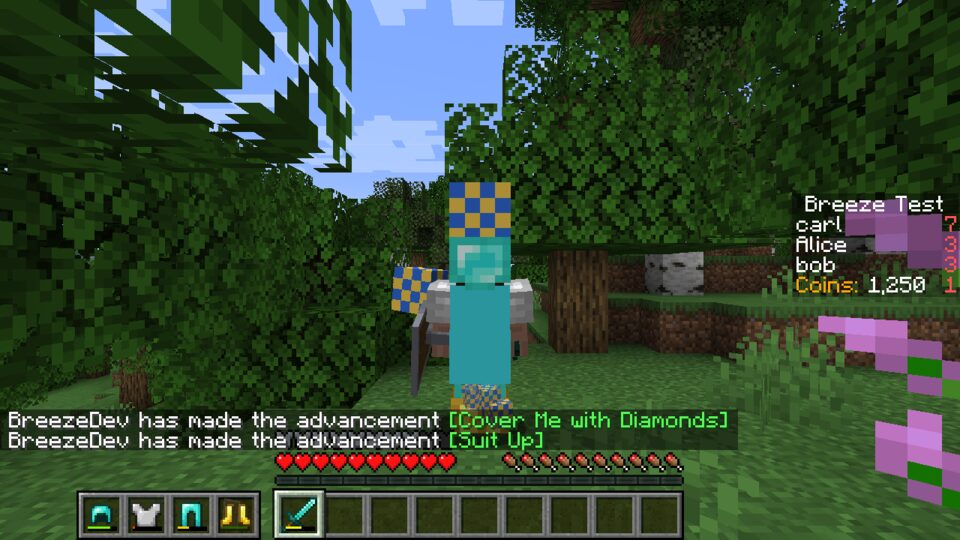 Breeze Test
carl 7
Alice 3
bob 3
Coins: 1,250 1
BreezeDev has made the advancement [Cover Me with Diamonds]
BreezeDev has made the advancement [Suit Up]